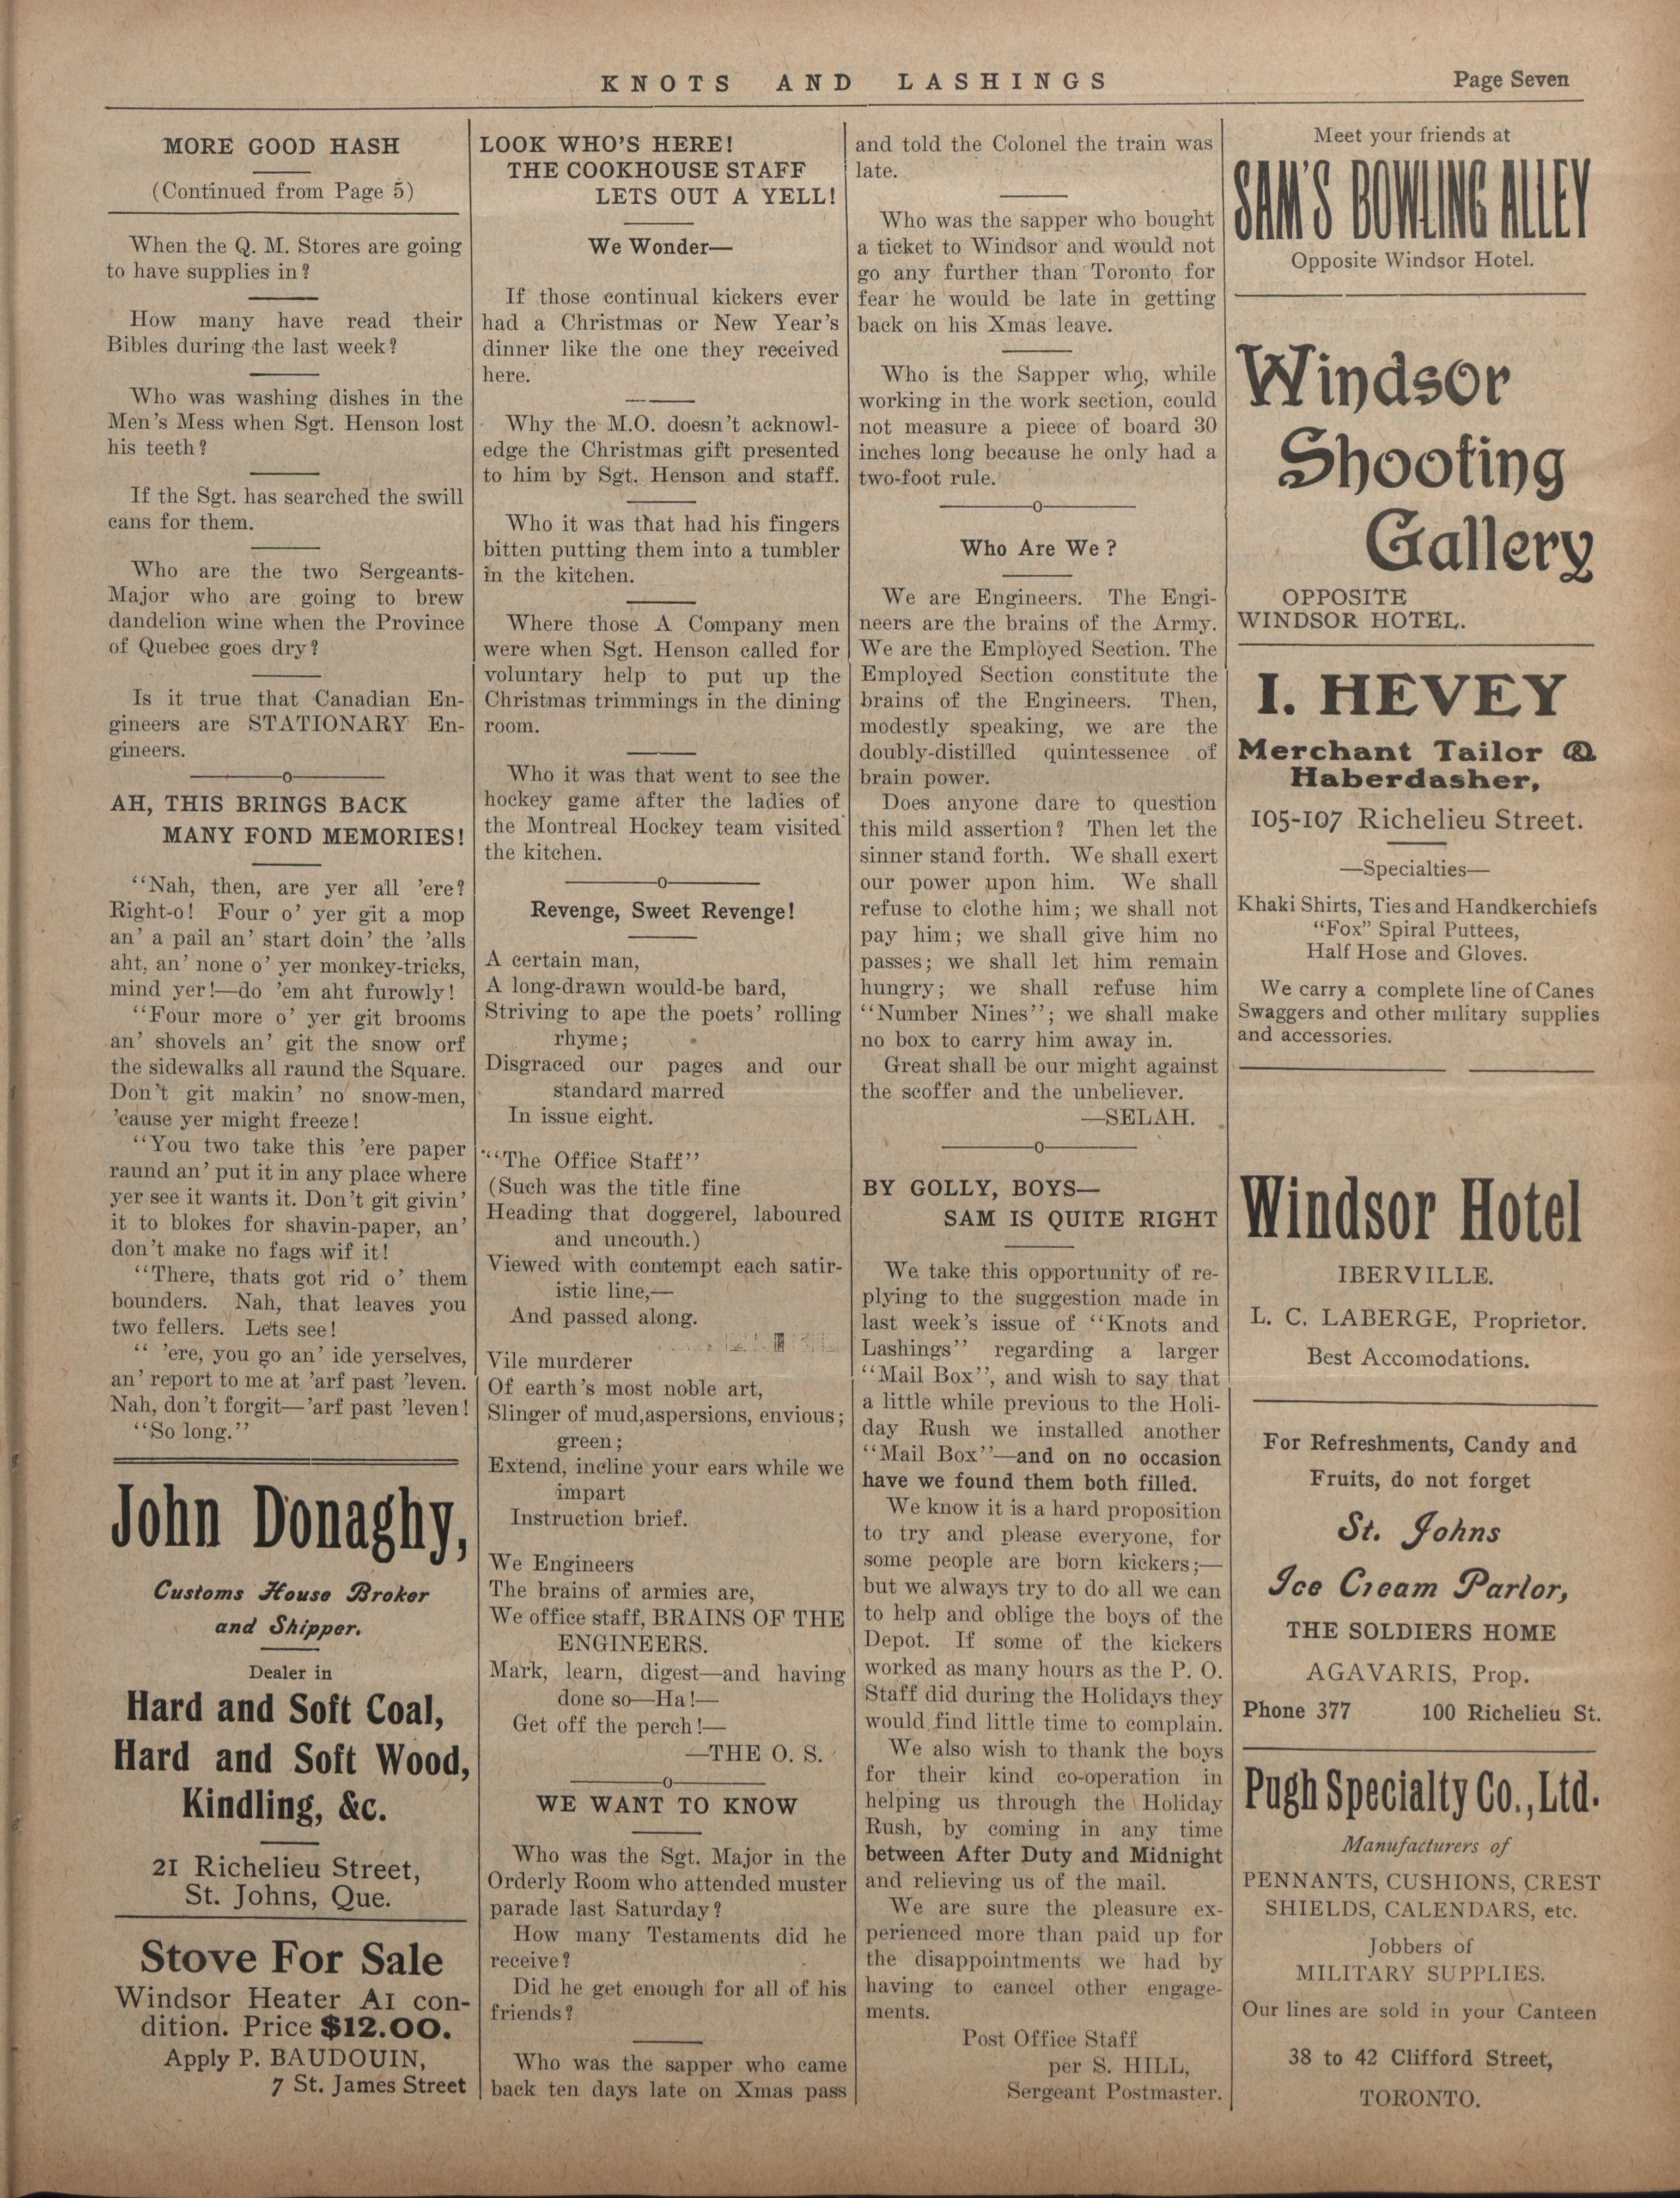 KNOTS AND LASHINGS
Page Seven
MORE GOOD HASH
(Continued from Page 5)
When the Q. M. Stores are going
to have supplies in?
How many have read their
Bibles during the last week?
Who was washing dishes in the
Men's Mess when Sgt. Henson lost
his teeth?
If the Sgt. has searched the swill
cans for them.
Who are the two Sergeants-
Major who are going to brew
dandelion wine when the Province
of Quebec goes dry?
Is it true that Canadian En-
gineers are STATIONARY En-
gineers.
AH, THIS BRINGS BACK
MANY FOND MEMORIES!
"Nah, then, are yer all 'ere?
Right-o! Four o' yer git a mop
an' a pail an' start doin' the 'alls
aht, an' none o' yer monkey-tricks,
mind yer!—do 'em aht furowly!
"Four more o' yer git brooms
an' shovels an' git the snow orf
the sidewalks all raund the Square.
Don't git makin' no snow-men,
'cause yer might freeze!
"You two take this 'ere paper
raund an' put it in any place where
yer see it wants it. Don't git givin'
it to blokes for shavin-paper, an'
don't make no fags wif it!
"There, thats got rid o' them
bounders. Nah, that leaves you
two fellers. Lets see!
" 'ere, you go an' ide yerselves,
an' report to me at 'arf past 'leven.
Nah, don't forgit—'arf past 'leven!
"So long."
John Donaghy,
Customs House Broker
and Shipper.
Dealer in
Hard and Soft Coal,
Hard and Soft Wood,
Kindling, &c.
21 Richelieu Street,
St. Johns, Que.
Stove For Sale
Windsor Heater A1 con-
dition. Price $12.00.
Apply P. BAUDOUIN,
7 St. James Street
LOOK WHO'S HERE!
THE COOKHOUSE STAFF
LETS OUT A YELL!
We Wonder—
If those continual kickers ever
had a Christmas or New Year's
dinner like the one they received
here.
Why the M.O. doesn't acknowl-
edge the Christmas gift presented
to him by Sgt. Henson and staff.
Who it was that had his fingers
bitten putting them into a tumbler
in the kitchen.
Where those A Company men
were when Sgt. Henson called for
voluntary help to put up the
Christmas trimmings in the dining
room.
Who it was that went to see the
hockey game after the ladies of
the Montreal Hockey team visited
the kitchen.
Revenge, Sweet Revenge!
A certain man,
A long-drawn would-be bard,
Striving to ape the poets' rolling
rhyme;
Disgraced our pages and our
standard marred
In issue eight.
"The Office Staff"
(Such was the title fine
Heading that doggerel, laboured
and uncouth.)
Viewed with contempt each satir-
istic line,—
And passed along.
Vile murderer
Of earth's most noble art,
Slinger of mud,aspersions, envious;
green;
Extend, incline your ears while we
impart
Instruction brief.
We Engineers
The brains of armies are,
We office staff, BRAINS OF THE
ENGINEERS.
Mark, learn, digest—and having
done so—Ha!—
Get off the perch!—
—THE O. S.
WE WANT TO KNOW
Who was the Sgt. Major in the
Orderly Room who attended muster
parade last Saturday?
How many Testaments did he
receive?
Did he get enough for all of his
friends?
Who was the sapper who came
back ten days late on Xmas pass
and told the Colonel the train was
late.
Who was the sapper who bought
a ticket to Windsor and would not
go any further than Toronto for
fear he would be late in getting
back on his Xmas leave.
Who is the Sapper who, while
working in the work section, could
not measure a piece of board 30
inches long because he only had a
two-foot rule.
Who Are We?
We are Engineers. The Engi-
neers are the brains of the Army.
We are the Employed Section. The
Employed Section constitute the
brains of the Engineers. Then,
modestly speaking, we are the
doubly-distilled quintessence of
brain power.
Does anyone dare to question
this mild assertion? Then let the
sinner stand forth. We shall exert
our power upon him. We shall
refuse to clothe him; we shall not
pay him; we shall give him no
passes; we shall let him remain
hungry; we shall refuse him
"Number Nines"; we shall make
no box to carry him away in.
Great shall be our might against
the scoffer and the unbeliever.
—SELAH.
BY GOLLY, BOYS—
SAM IS QUITE RIGHT
We take this opportunity of re-
plying to the suggestion made in
last week's issue of "Knots and
Lashings" regarding a larger
"Mail Box", and wish to say that
a little while previous to the Holi-
day Rush we installed another
"Mail Box"—and on no occasion
have we found them both filled.
We know it is a hard proposition
to try and please everyone, for
some people are born kickers;—
but we always try to do all we can
to help and oblige the boys of the
Depot. If some of the kickers
worked as many hours as the P. O.
Staff did during the Holidays they
would find little time to complain.
We also wish to thank the boys
for their kind co-operation in
helping us through the Holiday
Rush, by coming in any time
between After Duty and Midnight
and relieving us of the mail.
We are sure the pleasure ex-
perienced more than paid up for
the disappointments we had by
having to cancel other engage-
ments.
Post Office Staff
per S. HILL,
Sergeant Postmaster.
Meet your friends at
SAM'S BOWLING ALLEY
Opposite Windsor Hotel.
Windsor
Shooting
Gallery
OPPOSITE
WINDSOR HOTEL.
I. HEVEY
Merchant Tailor &
Haberdasher,
105-107 Richelieu Street.
—Specialties—
Khaki Shirts, Ties and Handkerchiefs
"Fox" Spiral Puttees,
Half Hose and Gloves.
We carry a complete line of Canes
Swaggers and other military supplies
and accessories.
Windsor Hotel
IBERVILLE.
L. C. LABERGE, Proprietor.
Best Accomodations.
For Refreshments, Candy and
Fruits, do not forget
St. Johns
Ice Cream Parlor,
THE SOLDIERS HOME
AGAVARIS, Prop.
Phone 377 100 Richelieu St.
Pugh Specialty Co., Ltd.
Manufacturers of
PENNANTS, CUSHIONS, CREST
SHIELDS, CALENDARS, etc.
Jobbers of
MILITARY SUPPLIES.
Our lines are sold in your Canteen
38 to 42 Clifford Street,
TORONTO.